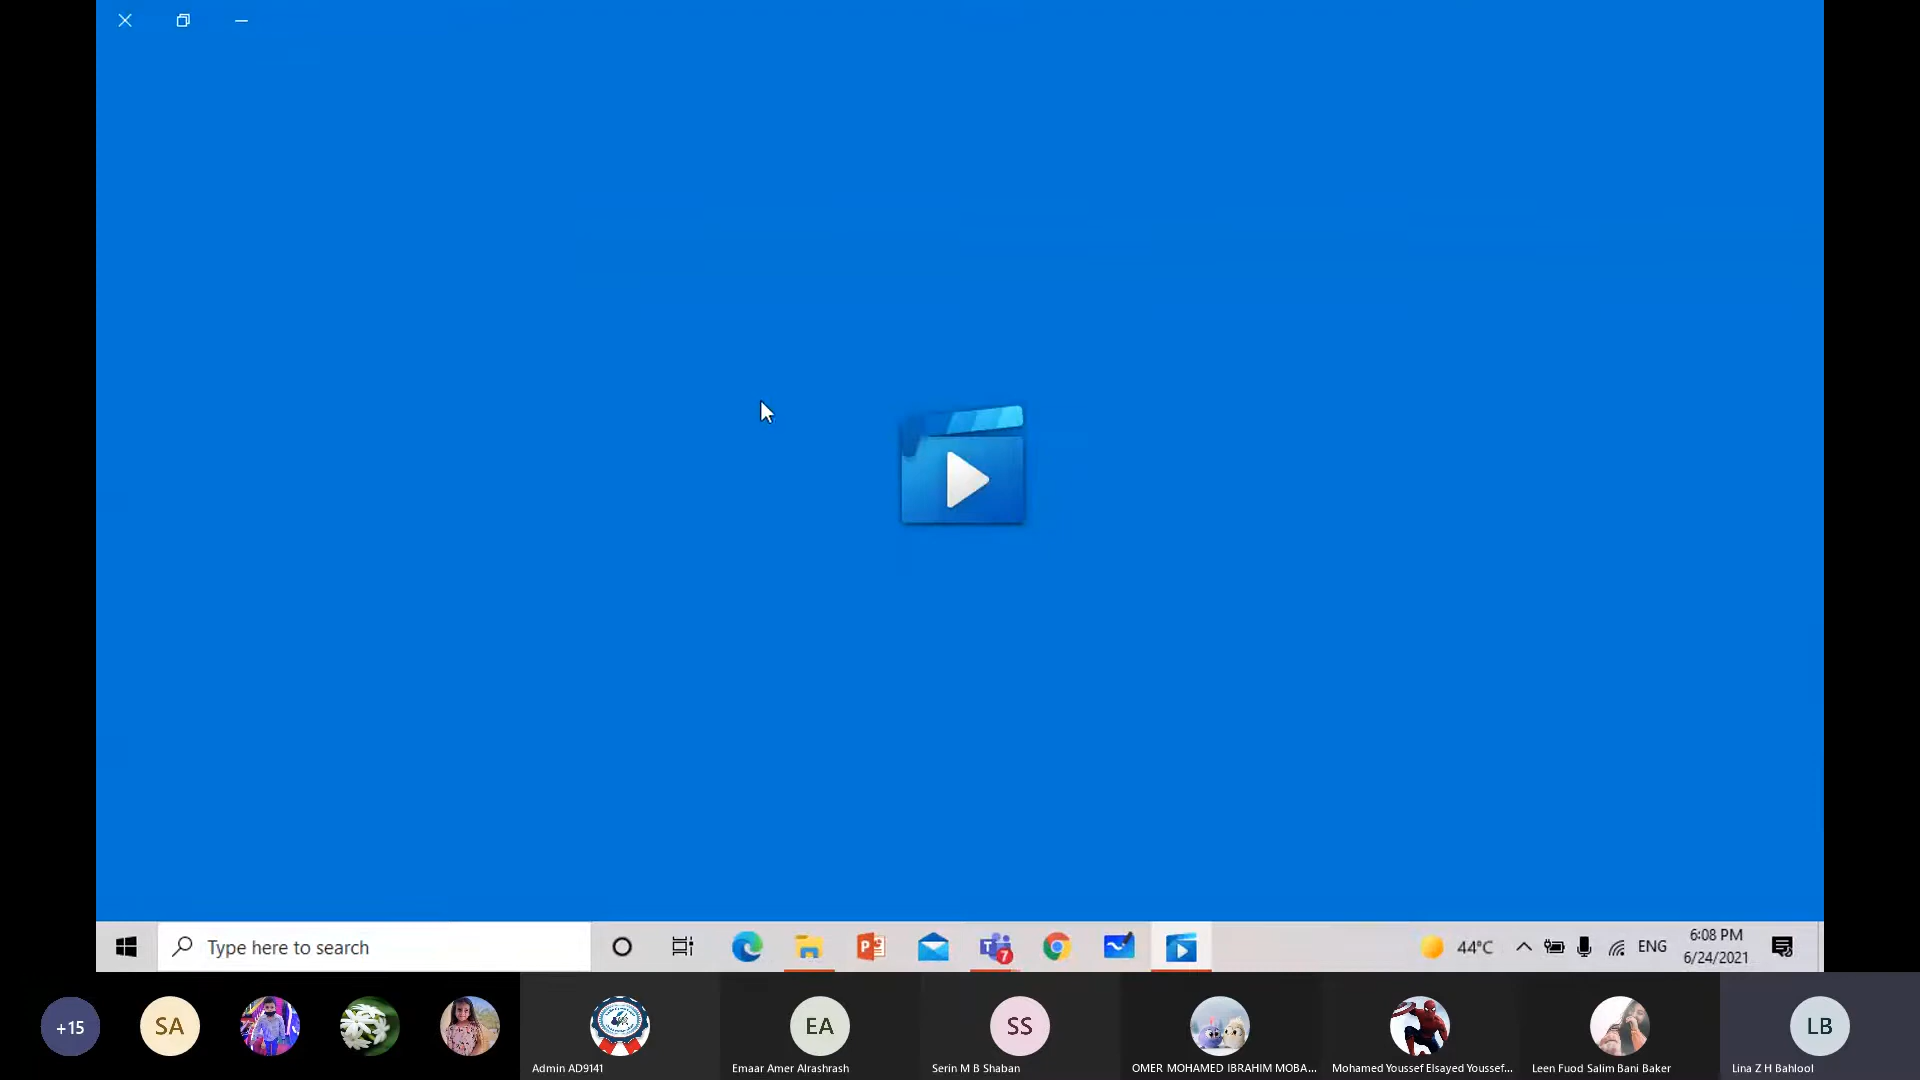 Type here to search
7
44°C
ENG
6:08 PM
6/24/2021
+15
SA
EA
SS
LB
Admin AD9141
Emaar Amer Alrashrash
Serin M B Shaban
OMER MOHAMED IBRAHIM MOBA...
Mohamed Youssef Elsayed Youssef...
Leen Fuod Salim Bani Baker
Lina Z H Bahlool